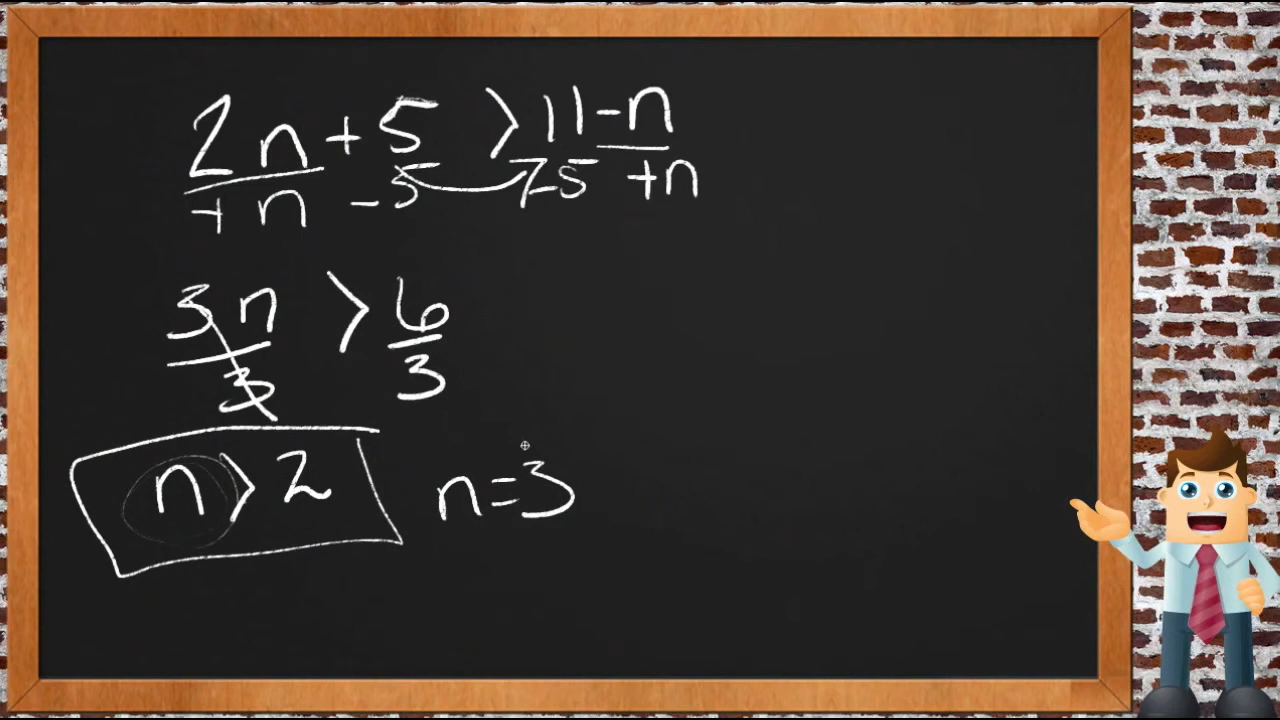 2n + 5 > 11 - n
+ n - 5 - 5 + n
3n > 6
3 3
n > 2 n = 3